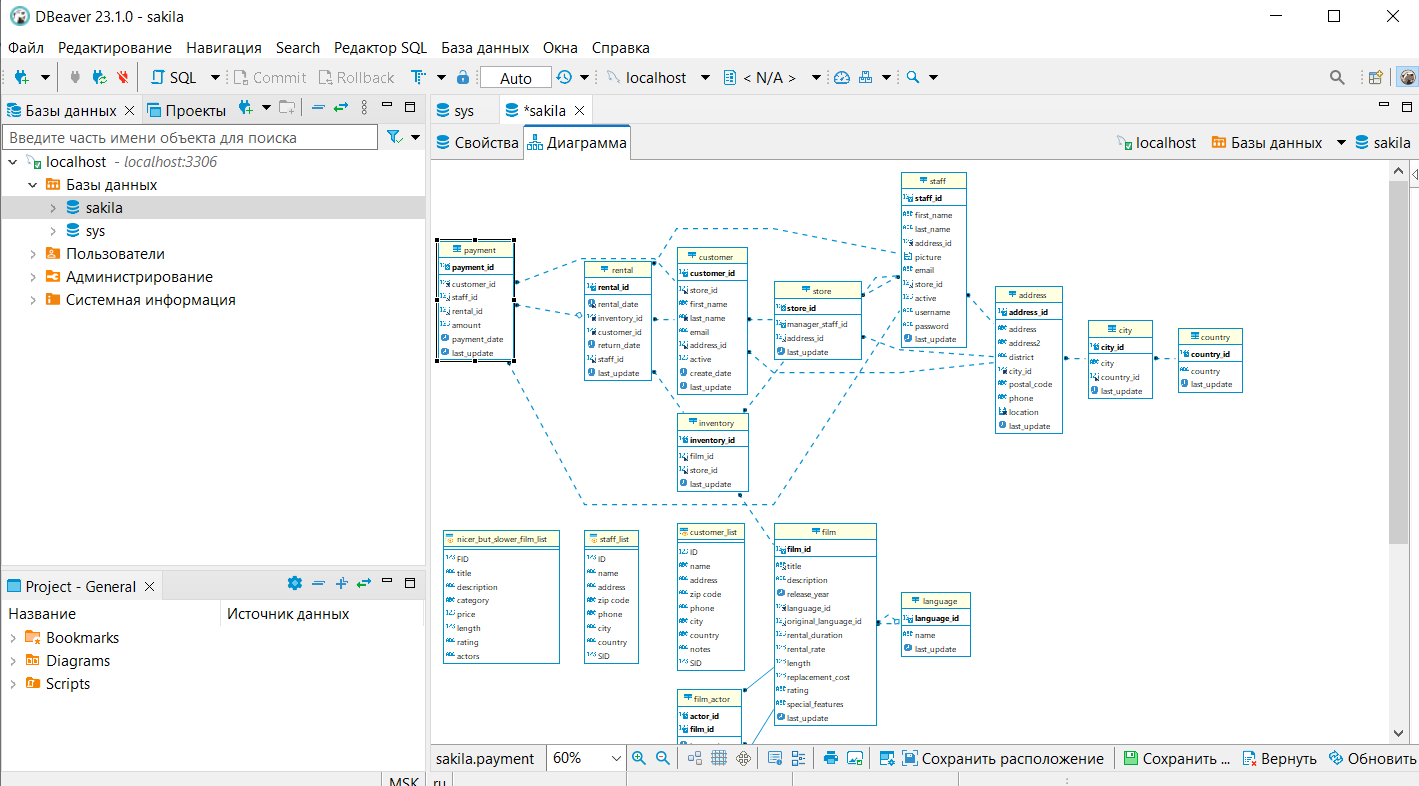 DBeaver 23.1.0 - sakila
Файл Редактирование Навигация Search Редактор SQL База данных Окна Справка
SQL Commit Rollback Auto localhost < N/A >
Базы данных Проекты
Введите часть имени объекта для поиска
localhost - localhost:3306
Базы данных
sakila
sys
Пользователи
Администрирование
Системная информация
Project - General
Название Источник данных
Bookmarks
Diagrams
Scripts
sys *sakila
Свойства Диаграмма localhost Базы данных sakila
payment
payment_id
customer_id
staff_id
rental_id
amount
payment_date
last_update
rental
rental_id
rental_date
inventory_id
customer_id
return_date
staff_id
last_update
customer
customer_id
store_id
first_name
last_name
email
address_id
active
create_date
last_update
store
store_id
manager_staff_id
address_id
last_update
staff
staff_id
first_name
last_name
address_id
picture
email
store_id
active
username
password
last_update
address
address_id
address
address2
district
city_id
postal_code
phone
location
last_update
city
city_id
city
country_id
last_update
country
country_id
country
last_update
inventory
inventory_id
film_id
store_id
last_update
nicer_but_slower_film_list
FID
title
description
category
price
length
rating
actors
staff_list
ID
name
address
zip code
phone
city
country
SID
customer_list
ID
name
address
zip code
phone
city
country
notes
SID
film
film_id
title
description
release_year
language_id
original_language_id
rental_duration
rental_rate
length
replacement_cost
rating
special_features
last_update
language
language_id
name
last_update
film_actor
actor_id
film_id
sakila.payment 60% Сохранить расположение Сохранить ... Вернуть Обновить
MSK ru